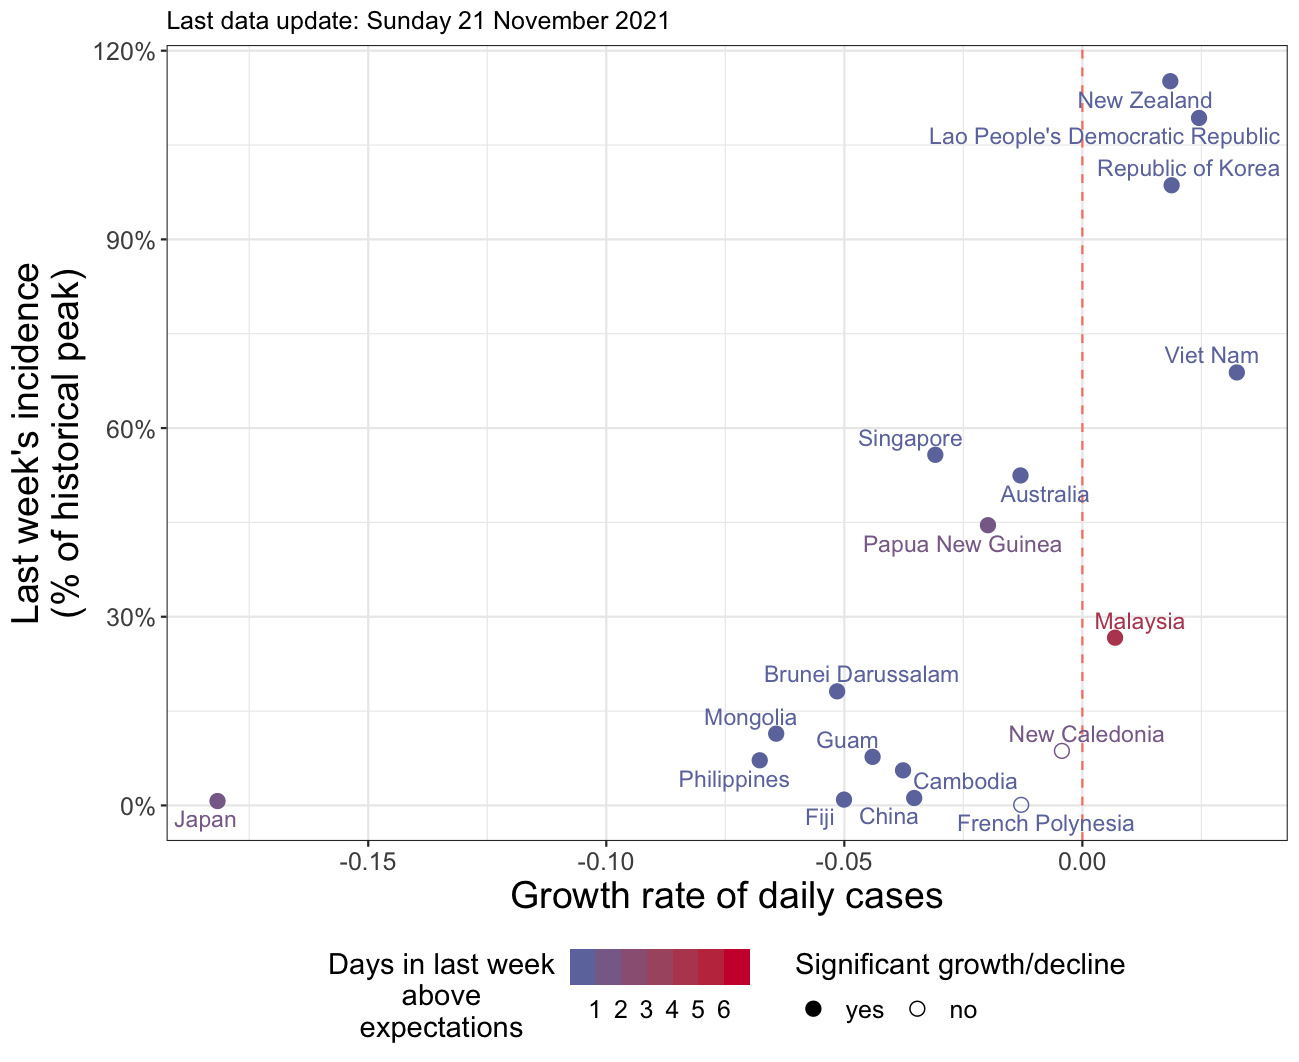 Last data update: Sunday 21 November 2021
120%
New Zealand
Lao People's Democratic Republic
Republic of Korea
90%
Viet Nam
60%
Singapore
Australia
Papua New Guinea
30%
Malaysia
Brunei Darussalam
Mongolia
New Caledonia
Guam
Philippines
Cambodia
0%
Japan
Fiji
China
French Polynesia
Last week's incidence
(% of historical peak)
-0.15
-0.10
-0.05
0.00
Growth rate of daily cases
Days in last week
above
expectations
1 2 3 4 5 6
Significant growth/decline
yes
no